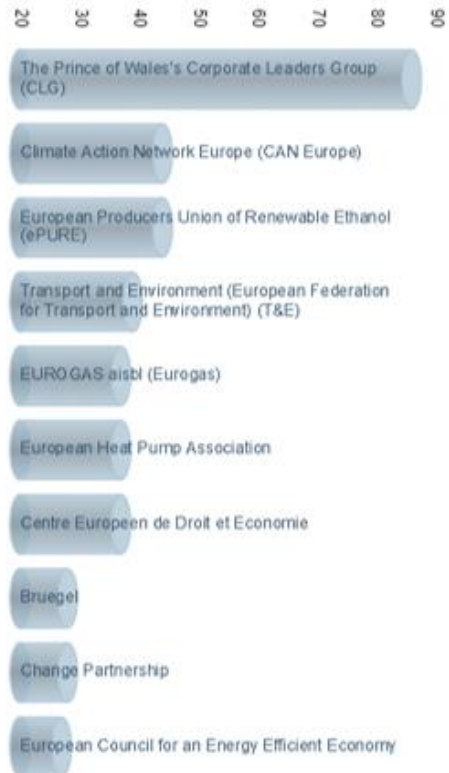 20 30 40 50 60 70 80 90
The Prince of Wales's Corporate Leaders Group
(CLG)
Climate Action Network Europe (CAN Europe)
European Producers Union of Renewable Ethanol
(ePURE)
Transport and Environment (European Federation
for Transport and Environment) (T&E)
EUROGAS aisbl (Eurogas)
European Heat Pump Association
Centre Europeen de Droit et Economie
Bruegel
Change Partnership
European Council for an Energy Efficient Economy